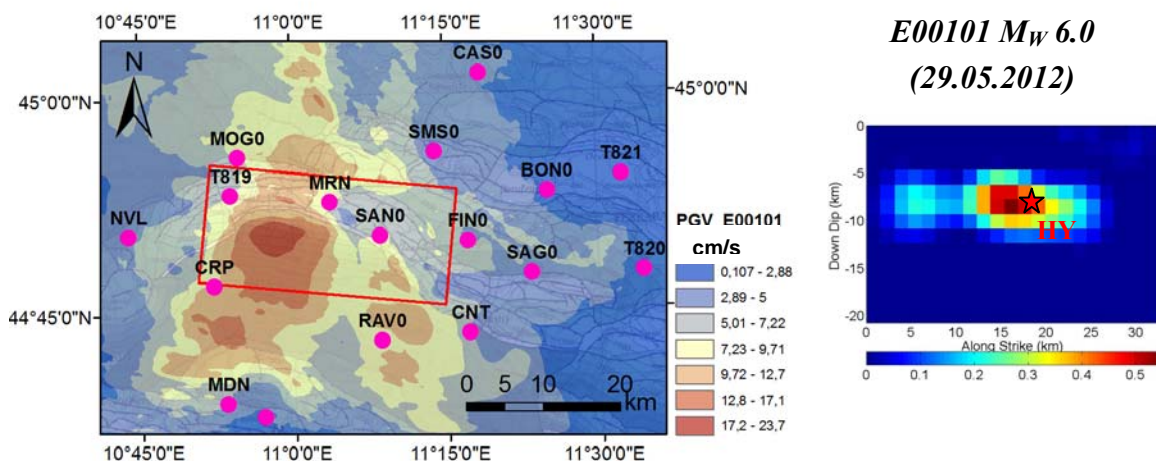 10°45'0"E 11°0'0"E 11°15'0"E 11°30'0"E
E00101 MW 6.0
(29.05.2012)
N
CAS0
45°0'0"N
45°0'0"N
MOG0
SMS0
T821
BON0
T819
MRN
NVL
SAN0
FIN0
SAG0
T820
CRP
44°45'0"N
44°45'0"N
RAV0
CNT
MDN
0 5 10 20
km
10°45'0"E 11°0'0"E 11°15'0"E 11°30'0"E
PGV_E00101
cm/s
0,107 - 2,88
2,89 - 5
5,01 - 7,22
7,23 - 9,71
9,72 - 12,7
12,8 - 17,1
17,2 - 23,7
0
-5
-10
-15
-20
Down Dip (km)
HY
0 5 10 15 20 25 30
Along Strike (km)
0 0.1 0.2 0.3 0.4 0.5